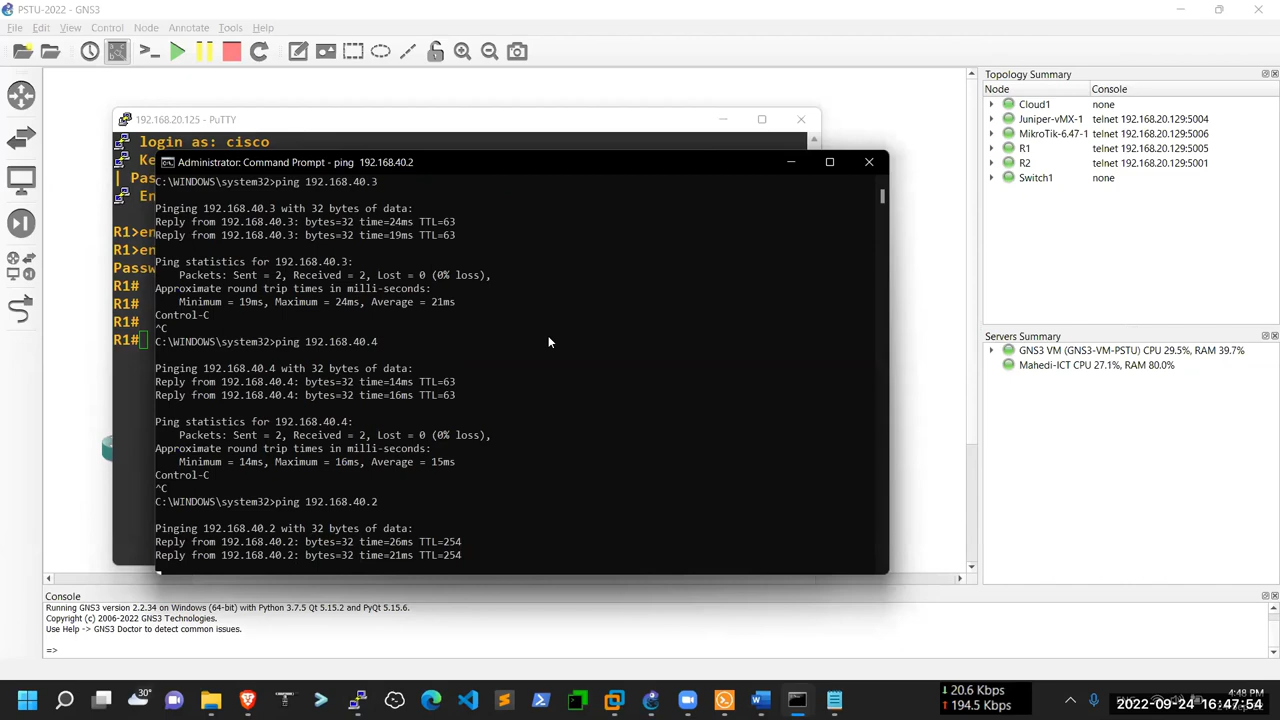 PSTU-2022 - GNS3
File Edit View Control Node Annotate Tools Help
192.168.20.125 - PuTTY
login as: cisco
Ke
| Pas
En
R1>en
R1>en
Passw
R1#
R1#
R1#
R1#
Administrator: Command Prompt - ping 192.168.40.2
C:\WINDOWS\system32>ping 192.168.40.3
Pinging 192.168.40.3 with 32 bytes of data:
Reply from 192.168.40.3: bytes=32 time=24ms TTL=63
Reply from 192.168.40.3: bytes=32 time=19ms TTL=63
Ping statistics for 192.168.40.3:
Packets: Sent = 2, Received = 2, Lost = 0 (0% loss),
Approximate round trip times in milli-seconds:
Minimum = 19ms, Maximum = 24ms, Average = 21ms
Control-C
^C
C:\WINDOWS\system32>ping 192.168.40.4
Pinging 192.168.40.4 with 32 bytes of data:
Reply from 192.168.40.4: bytes=32 time=14ms TTL=63
Reply from 192.168.40.4: bytes=32 time=16ms TTL=63
Ping statistics for 192.168.40.4:
Packets: Sent = 2, Received = 2, Lost = 0 (0% loss),
Approximate round trip times in milli-seconds:
Minimum = 14ms, Maximum = 16ms, Average = 15ms
Control-C
^C
C:\WINDOWS\system32>ping 192.168.40.2
Pinging 192.168.40.2 with 32 bytes of data:
Reply from 192.168.40.2: bytes=32 time=26ms TTL=254
Reply from 192.168.40.2: bytes=32 time=21ms TTL=254
Topology Summary
Node Console
Cloud1 none
Juniper-vMX-1 telnet 192.168.20.129:5004
MikroTik-6.47-1 telnet 192.168.20.129:5006
R1 telnet 192.168.20.129:5005
R2 telnet 192.168.20.129:5001
Switch1 none
Servers Summary
GNS3 VM (GNS3-VM-PSTU) CPU 29.5%, RAM 39.7%
Mahedi-ICT CPU 27.1%, RAM 80.0%
Console
Running GNS3 version 2.2.34 on Windows (64-bit) with Python 3.7.5 Qt 5.15.2 and PyQt 5.15.6.
Copyright (c) 2006-2022 GNS3 Technologies.
Use Help -> GNS3 Doctor to detect common issues.
=>
30°
↓ 20.6 Kbps
↑ 194.5 Kbps
4:48 PM
2022-09-24 16:47:54